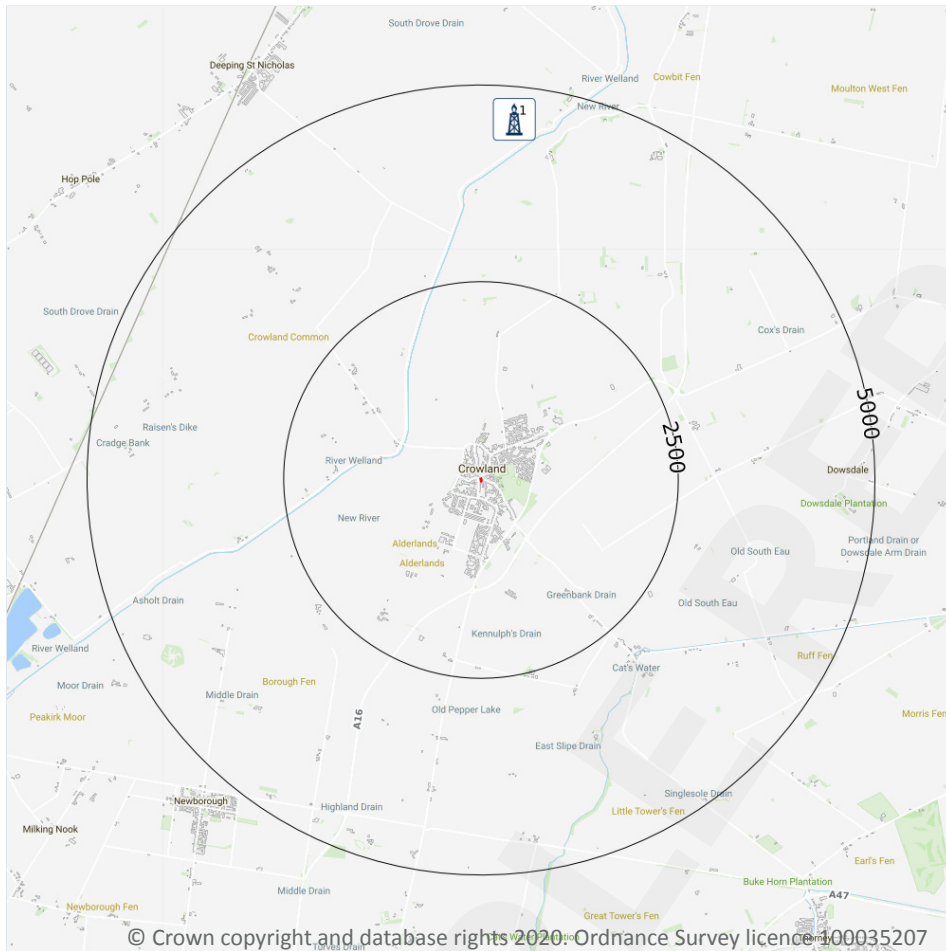 South Drove Drain
Deeping St Nicholas
River Welland
Cowbit Fen
Moulton West Fen
1
New River
Hop Pole
South Drove Drain
Cox's Drain
Crowland Common
5000
Raisen's Dike
2500
Cradge Bank
River Welland
Crowland
Dowsdale
Dowsdale Plantation
New River
Alderlands
Portland Drain or
Dowsdale Arm Drain
Old South Eau
Alderlands
Asholt Drain
Greenbank Drain
Old South Eau
Kennulph's Drain
River Welland
Ruff Fen
Cat's Water
Moor Drain
Borough Fen
Middle Drain
Old Pepper Lake
Peakirk Moor
A16
Morris Fen
East Slipe Drain
Singlesole Drain
Newborough
Highland Drain
Little Tower's Fen
Milking Nook
Earl's Fen
Buke Horn Plantation
Middle Drain
A47
Newborough Fen
Great Tower's Fen
© Crown copyright and database rights 2020 Ordnance Survey licence